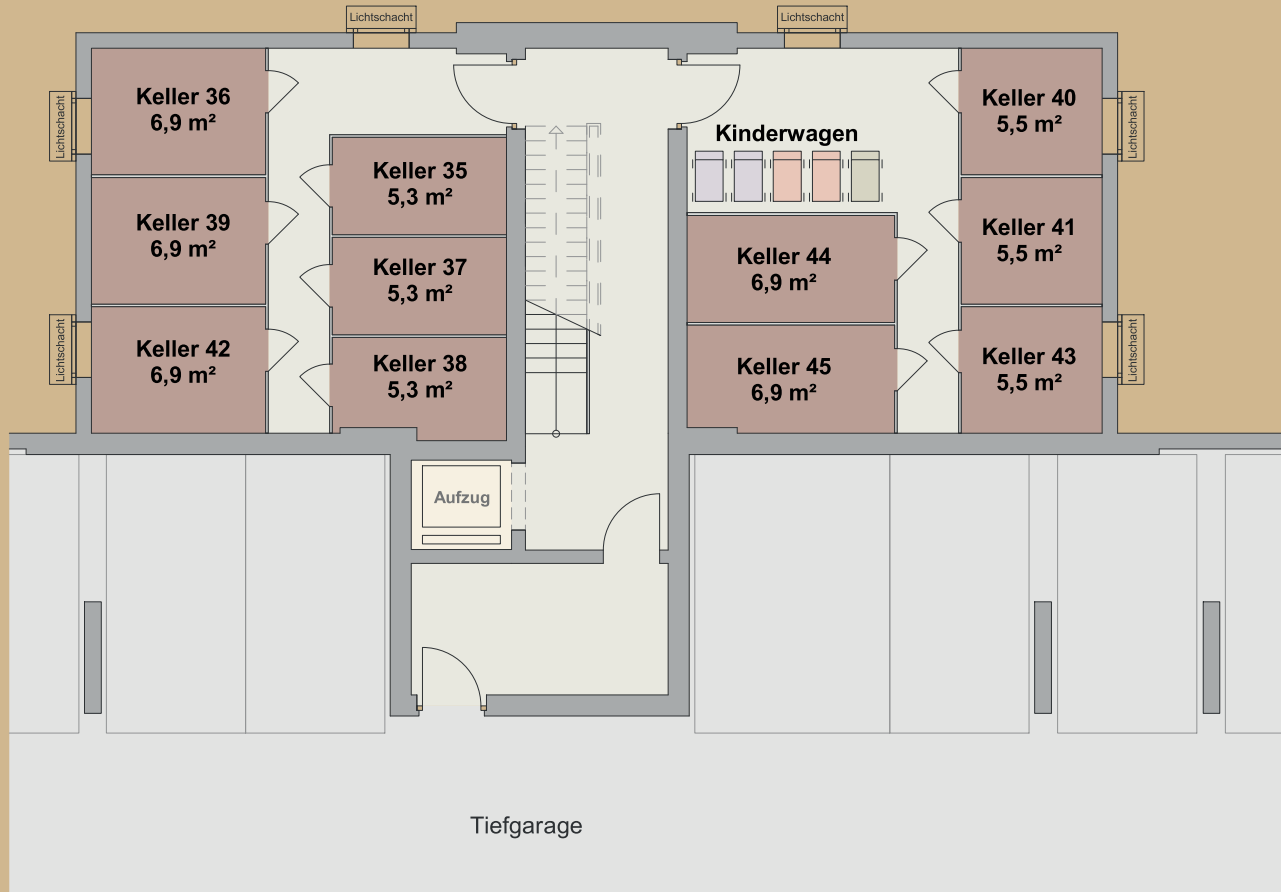 Lichtschacht
Lichtschacht
Lichtschacht
Keller 36
6,9 m²
Keller 35
5,3 m²
Kinderwagen
Keller 40
5,5 m²
Lichtschacht
Keller 39
6,9 m²
Keller 37
5,3 m²
Keller 44
6,9 m²
Keller 41
5,5 m²
Lichtschacht
Keller 42
6,9 m²
Keller 38
5,3 m²
Keller 45
6,9 m²
Keller 43
5,5 m²
Lichtschacht
Aufzug
Tiefgarage